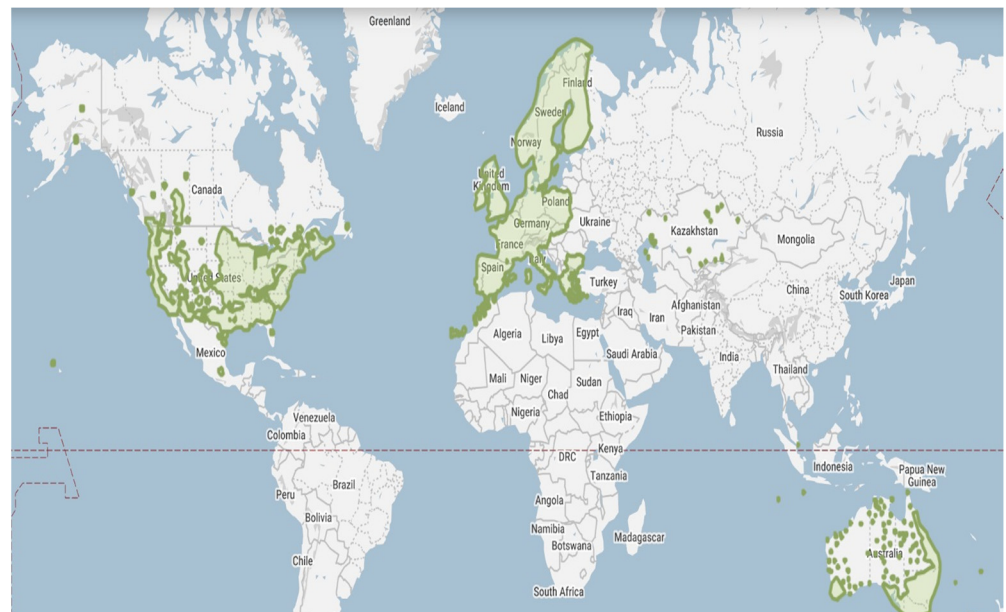 Greenland
Iceland
Finland
Sweden
Norway
Russia
Canada
United
Kingdom
Poland
Germany
Ukraine
France
Kazakhstan
Mongolia
Spain
Italy
United States
Turkey
China
Japan
South Korea
Mexico
Algeria
Libya
Egypt
Iraq
Iran
Afghanistan
Pakistan
Saudi Arabia
India
Thailand
Mali
Niger
Chad
Sudan
Nigeria
Ethiopia
Venezuela
Colombia
DRC
Kenya
Tanzania
Indonesia
Papua New
Guinea
Peru
Brazil
Bolivia
Angola
Namibia
Botswana
Madagascar
Australia
Chile
South Africa